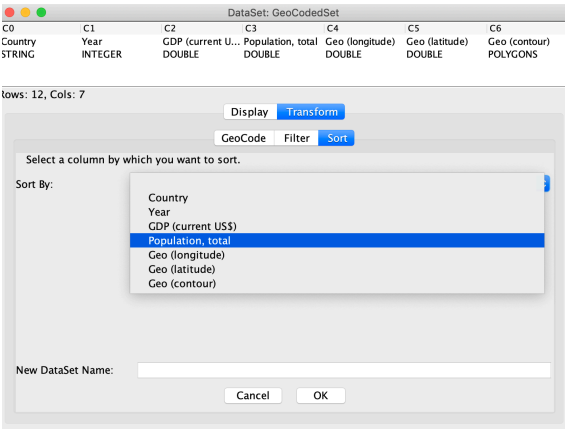 DataSet: GeoCodedSet
C0 C1 C2 C3 C4 C5 C6
Country Year GDP (current U... Population, total Geo (longitude) Geo (latitude) Geo (contour)
STRING INTEGER DOUBLE DOUBLE DOUBLE DOUBLE POLYGONS
Rows: 12, Cols: 7
Display Transform
GeoCode Filter Sort
Select a column by which you want to sort.
Sort By:
Country
Year
GDP (current US$)
Population, total
Geo (longitude)
Geo (latitude)
Geo (contour)
New DataSet Name:
Cancel OK